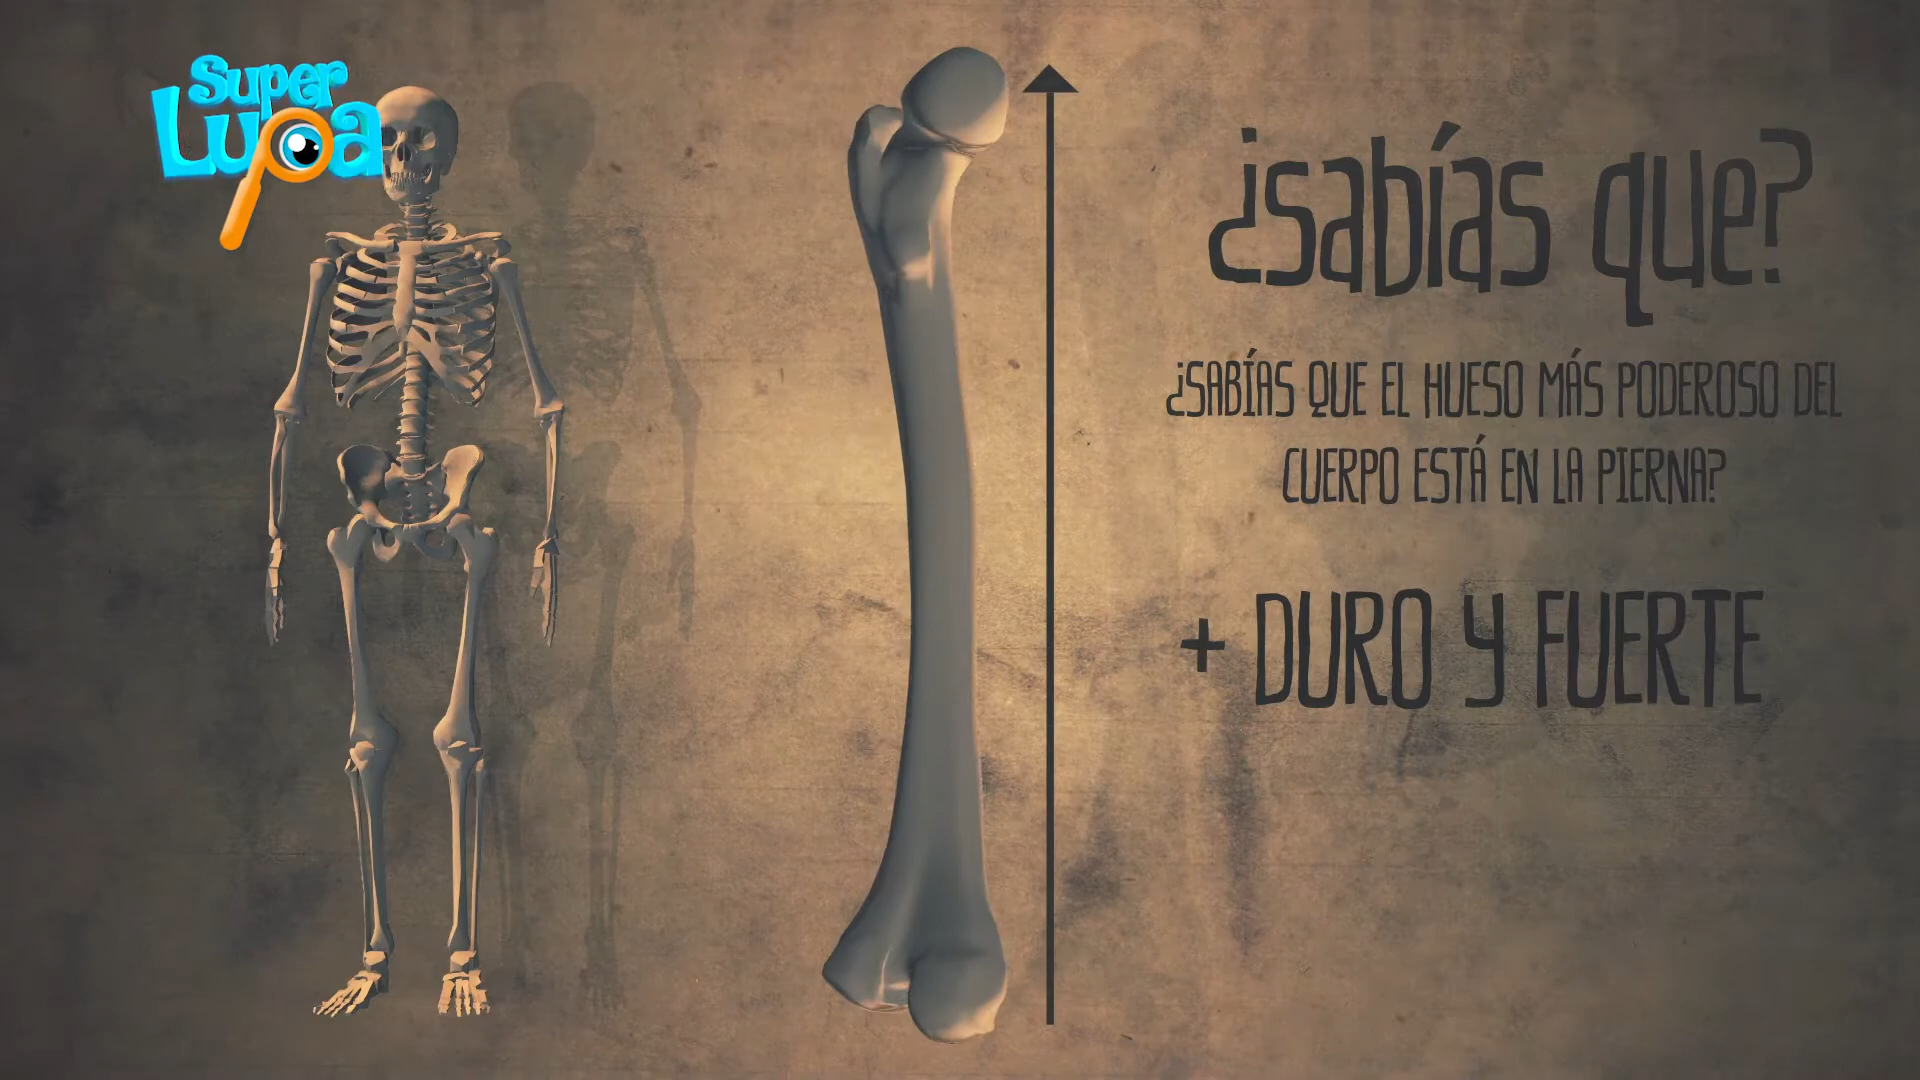 Super
Lupa
¿sabías que?
¿SABÍAS QUE EL HUESO MÁS PODEROSO DEL
CUERPO ESTÁ EN LA PIERNA?
+ DURO Y FUERTE